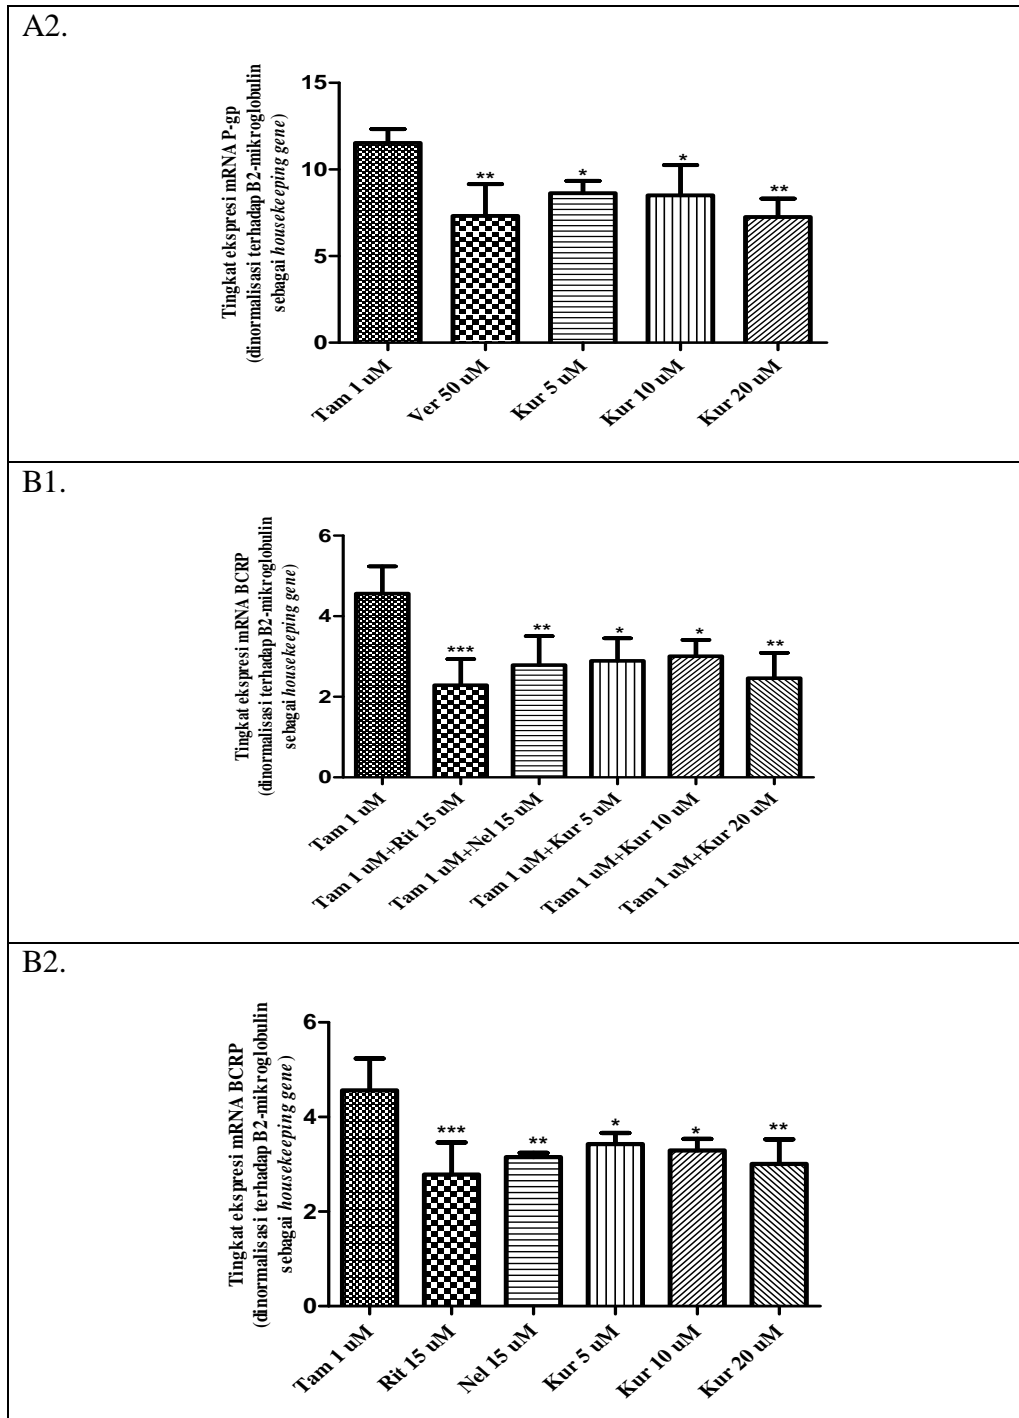 A2.
Tingkat ekspresi mRNA P-gp
(dinormalisasi terhadap B2-mikroglobulin
sebagai housekeeping gene)
15
10
5
0
**
*
*
**
Tam 1 uM
Ver 50 uM
Kur 5 uM
Kur 10 uM
Kur 20 uM
B1.
Tingkat ekspresi mRNA BCRP
(dinormalisasi terhadap B2-mikroglobulin
sebagai housekeeping gene)
6
4
2
0
***
**
*
*
**
Tam 1 uM
Tam 1 uM+Rit 15 uM
Tam 1 uM+Nel 15 uM
Tam 1 uM+Kur 5 uM
Tam 1 uM+Kur 10 uM
Tam 1 uM+Kur 20 uM
B2.
Tingkat ekspresi mRNA BCRP
(dinormalisasi terhadap B2-mikroglobulin
sebagai housekeeping gene)
6
4
2
0
***
**
*
*
**
Tam 1 uM
Rit 15 uM
Nel 15 uM
Kur 5 uM
Kur 10 uM
Kur 20 uM